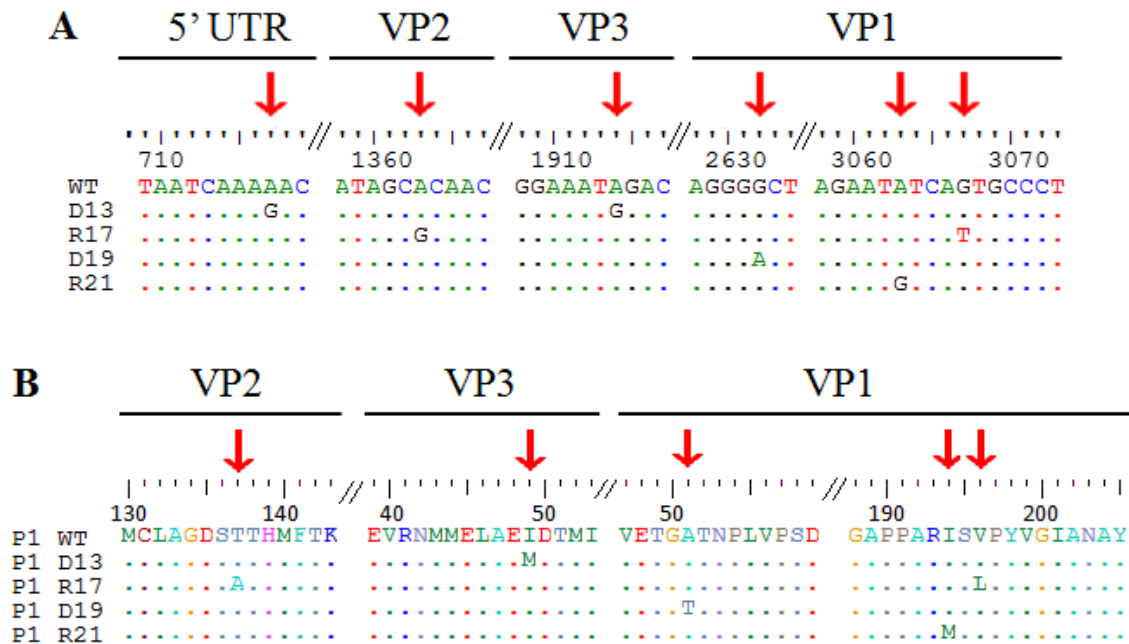 A 5' UTR VP2 VP3 VP1
710 // 1360 // 1910 // 2630 // 3060 3070
WT TAATCAAAAAC ATAGCACAAC GGAAATAGAC AGGGGCT AGAATATCAGTGCCCT
D13 ........G.. .......... ......G... ....... ................
R17 ........... .....G.... .......... ....... .........T......
D19 ........... .......... .......... ....A.. ................
R21 ........... .......... .......... ....... .....G..........
B VP2 VP3 VP1
130 140 // 40 50 // 50 // 190 200
P1 WT MCLAGDSTTHMFTK EVRNMMELAEIDTMI VETGATNPLVPSD GAPPARISVPYVGIANAY
P1 D13 .............. ..........M.... ............. ..................
P1 R17 .......A...... ............... ............. ........L.........
P1 D19 .............. ............... ....T........ ..................
P1 R21 .............. ............... ............. ......M...........